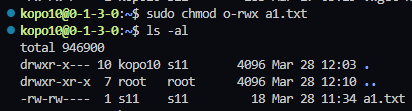 kopo10@0-1-3-0:~$ sudo chmod o-rwx a1.txt
kopo10@0-1-3-0:~$ ls -al
total 946900
drwxr-x--- 10 kopo10 s11 4096 Mar 28 12:03 .
drwxr-xr-x 7 root root 4096 Mar 28 12:10 ..
-rw-rw---- 1 s11 s11 18 Mar 28 11:34 a1.txt